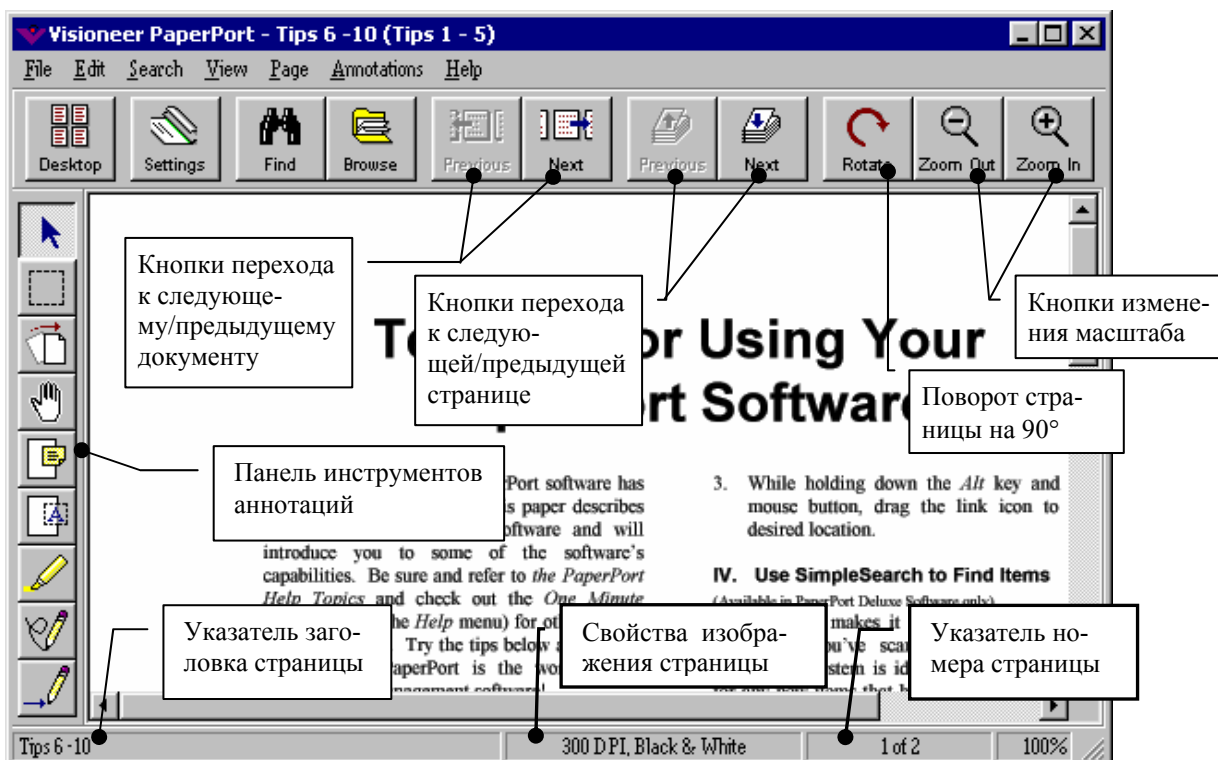 Visioneer PaperPort - Tips 6 -10 (Tips 1 - 5)
File Edit Search View Page Annotations Help
Desktop Settings Find Browse Previous Next Previous Next Rotate Zoom Out Zoom In
Кнопки перехода
к следующе-
му/предыдущему
документу
Кнопки перехода
к следую-
щей/предыдущей
странице
Кнопки измене-
ния масштаба
Поворот стра-
ницы на 90°
or Using Your
rt Softwar
Панель инструментов
аннотаций
Port software has
s paper describes
oftware and will
introduce you to some of the software's
capabilities. Be sure and refer to the PaperPort
Help Topics and check out the One Minute
he Help menu) for
Try the tips below
PaperPort is the
3. While holding down the Alt key and
mouse button, drag the link icon to
desired location.
IV. Use SimpleSearch to Find Items
(Available in PaperPort Deluxe Software only)
makes it
u've
stem is
Указатель заго-
ловка страницы
Свойства изобра-
жения страницы
Указатель но-
мера страницы
Tips 6 -10 300 DPI, Black & White 1 of 2 100%